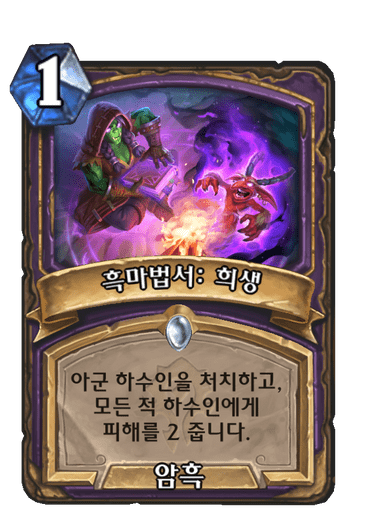 1
흑마법서: 희생
아군 하수인을 처치하고,
모든 적 하수인에게
피해를 2 줍니다.
암흑